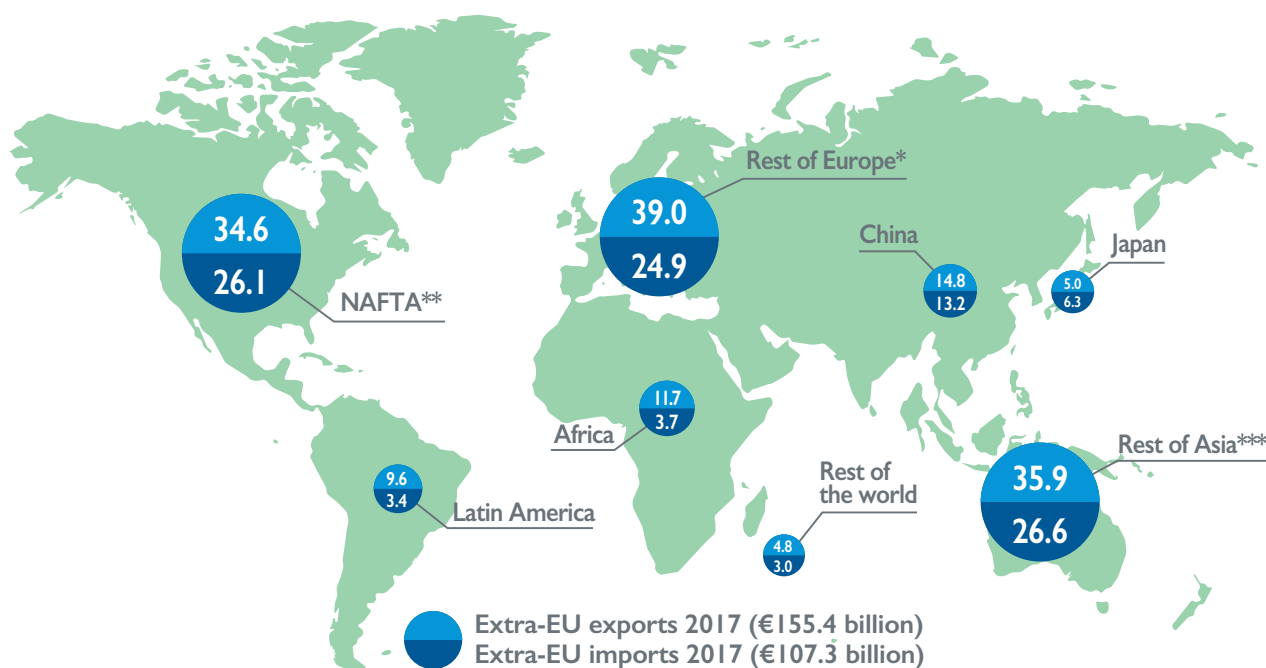 Rest of Europe*
39.0
24.9
34.6
26.1
NAFTA**
China
14.8
13.2
Japan
5.0
6.3
11.7
3.7
Africa
9.6
3.4
Latin America
Rest of
the world
4.8
3.0
Rest of Asia***
35.9
26.6
Extra-EU exports 2017 (€155.4 billion)
Extra-EU imports 2017 (€107.3 billion)